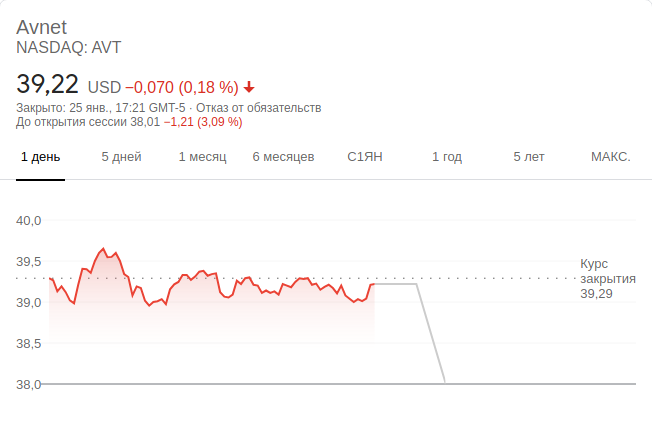 Avnet
NASDAQ: AVT
39,22 USD −0,070 (0,18 %)
Закрыто: 25 янв., 17:21 GMT-5 · Отказ от обязательств
До открытия сессии 38,01 −1,21 (3,09 %)
1 день 5 дней 1 месяц 6 месяцев С1ЯН 1 год 5 лет МАКС.
40,0
39,5
39,0
38,5
38,0
Курс
закрытия
39,29